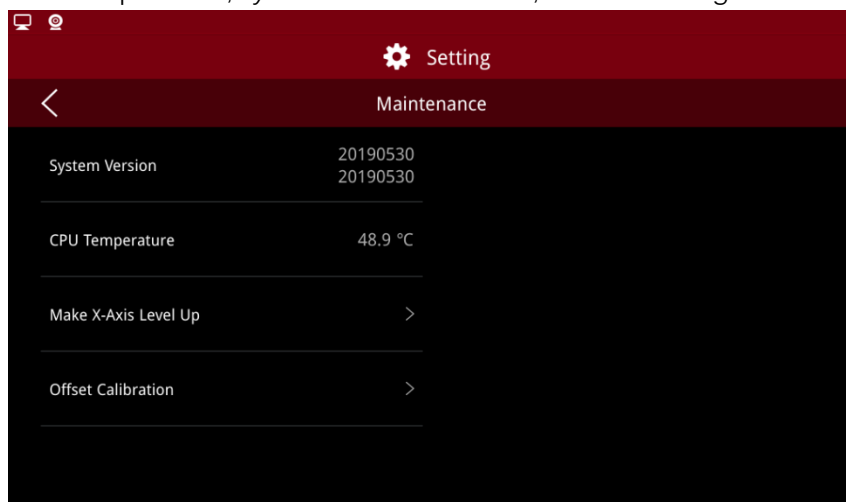 Setting
Maintenance
System Version
20190530
20190530
CPU Temperature
48.9 °C
Make X-Axis Level Up
Offset Calibration